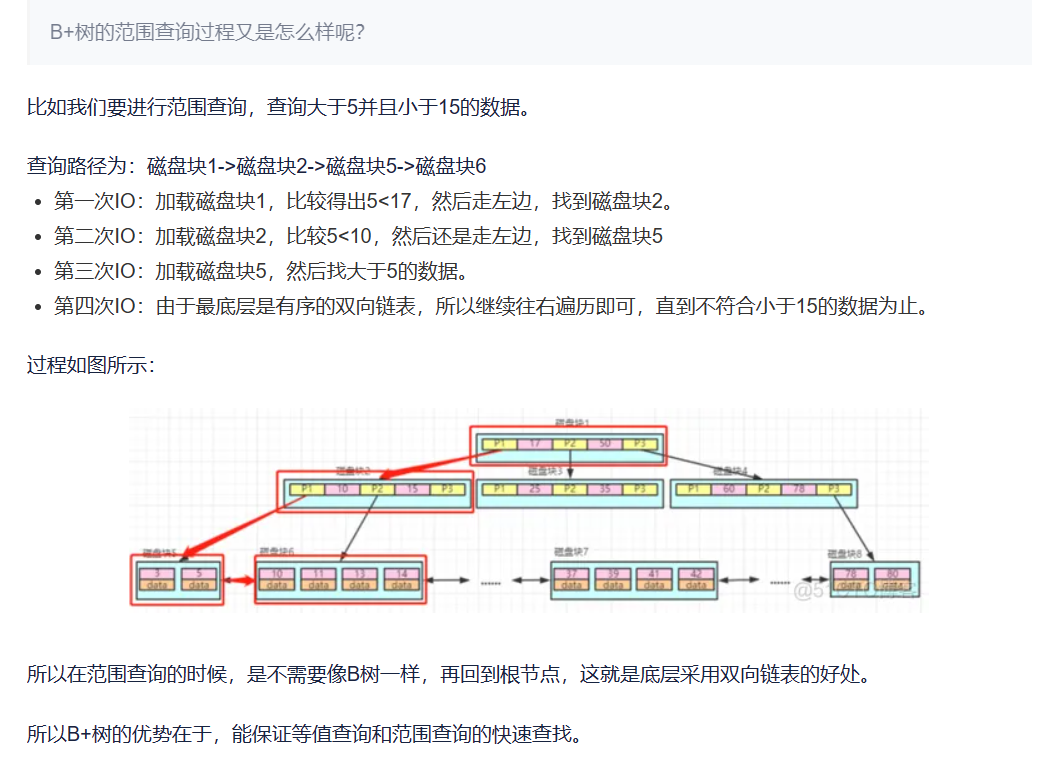 B+树的范围查询过程又是怎么样呢？
比如我们要进行范围查询，查询大于5并且小于15的数据。
查询路径为：磁盘块1->磁盘块2->磁盘块5->磁盘块6
第一次IO：加载磁盘块1，比较得出5<17，然后走左边，找到磁盘块2。
第二次IO：加载磁盘块2，比较5<10，然后还是走左边，找到磁盘块5
第三次IO：加载磁盘块5，然后找大于5的数据。
第四次IO：由于最底层是有序的双向链表，所以继续往右遍历即可，直到不符合小于15的数据为止。
过程如图所示：
磁盘块1
P1 17 P2 50 P3
磁盘块2 磁盘块3 磁盘块4
P1 10 P2 15 P3 P1 25 P2 35 P3 P1 60 P2 78 P3
磁盘块5 磁盘块6 磁盘块7 磁盘块8
3 5 10 11 13 14 ...... 37 39 41 42 ...... 78 80
data data data data data data data data data data data data
所以在范围查询的时候，是不需要像B树一样，再回到根节点，这就是底层采用双向链表的好处。
所以B+树的优势在于，能保证等值查询和范围查询的快速查找。